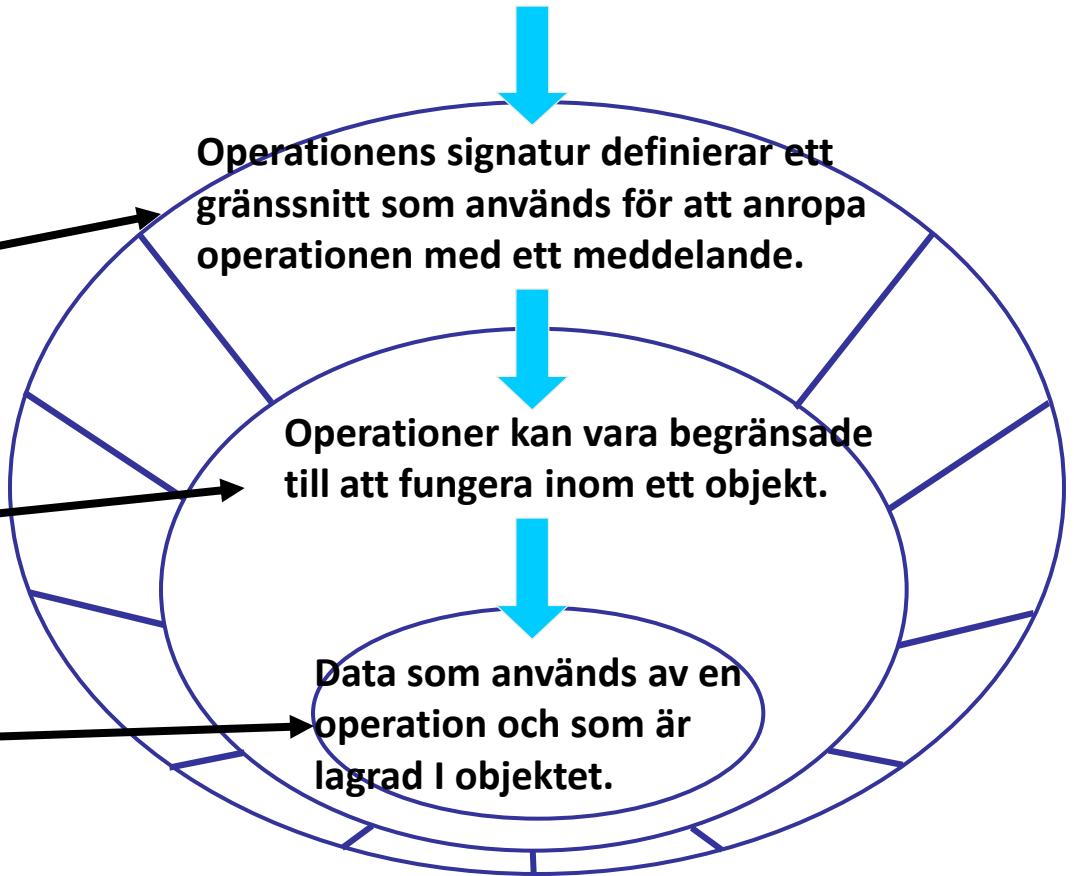 Operationens signatur definierar ett
gränssnitt som används för att anropa
operationen med ett meddelande.
Operationer kan vara begränsade
till att fungera inom ett objekt.
Data som används av en
operation och som är
lagrad I objektet.